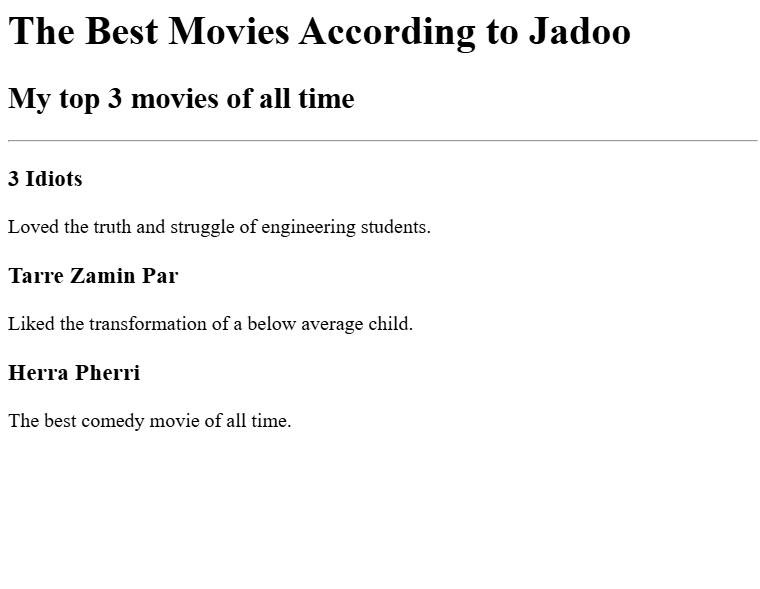 The Best Movies According to Jadoo
My top 3 movies of all time
3 Idiots
Loved the truth and struggle of engineering students.
Tarre Zamin Par
Liked the transformation of a below average child.
Herra Pherri
The best comedy movie of all time.